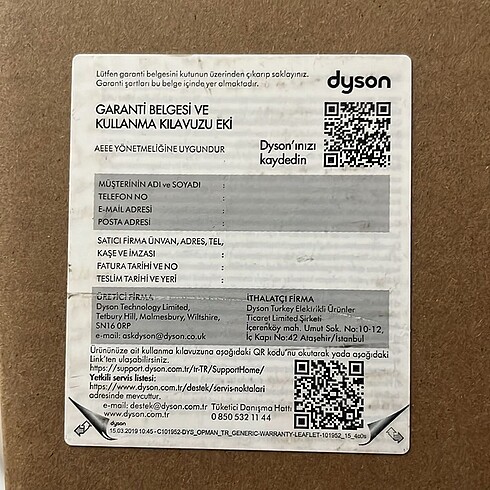 Lütfen garanti belgesini kutunun üzerinden çıkarıp saklayınız.
Garanti şartları bu belge içinde yer almaktadır.
dyson
GARANTİ BELGESİ VE
KULLANMA KILAVUZU EKİ
AEEE YÖNETMELİĞİNE UYGUNDUR
Dyson'ınızı
kaydedin
MÜŞTERİNİN ADI ve SOYADI :
TELEFON NO :
E-MAIL ADRESİ :
POSTA ADRESİ :
SATICI FİRMA ÜNVAN, ADRES, TEL,
KAŞE ve İMZASI :
FATURA TARİHİ VE NO :
TESLİM TARİHİ VE YERİ :
ÜRETİCİ FİRMA
Dyson Technology Limited,
Tetbury Hill, Malmesbury, Wiltshire,
SN16 0RP
e-mail: askdyson@dyson.co.uk
İTHALATÇI FİRMA
Dyson Turkey Elektrikli Ürünler
Ticaret Limited Şirketi
İçerenköy mah. Umut Sok. No:10-12,
İç Kapı No:42 Ataşehir/İstanbul
Ürününüze ait kullanma kılavuzuna aşağıdaki QR kodu'nu okutarak yada aşağıdaki
Link'ten ulaşabilirsiniz.
https://support.dyson.com.tr/tr-TR/SupportHome/
Yetkili servis listesi:
https://www.dyson.com.tr/destek/servis-noktalari
adresinde mevcuttur.
e-mail: destek@dyson.com.tr
www.dyson.com.tr
Tüketici Danışma Hattı
0 850 532 11 44
dyson
15.03.2019 10:45 - C101952-DYS_OPMAN_TR_GENERIC-WARRANTY-LEAFLET-101952_15_4c0s